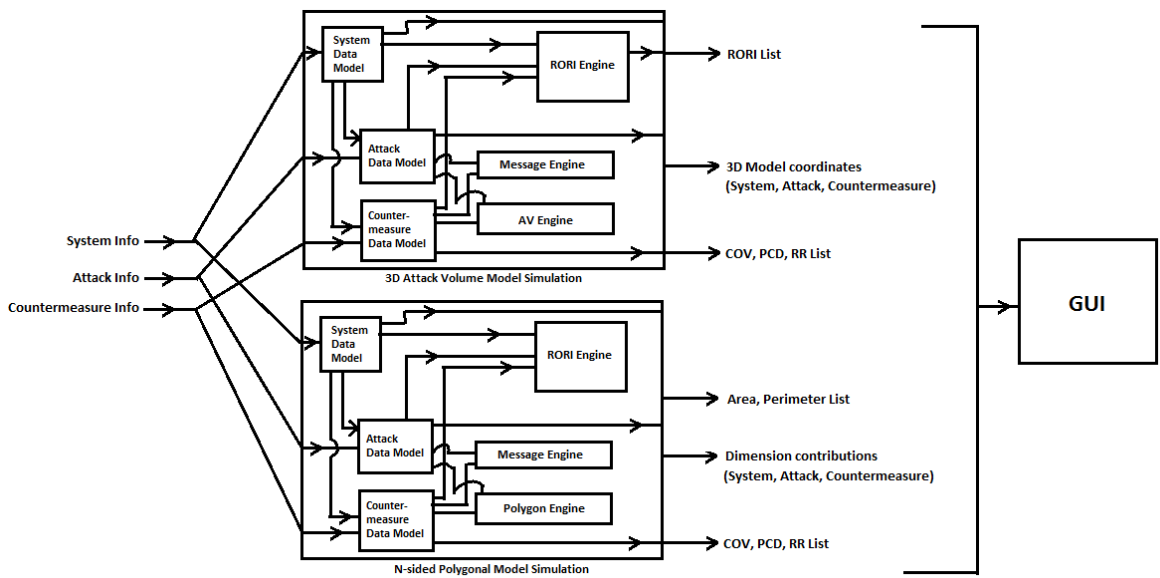 System Info
Attack Info
Countermeasure Info
System
Data
Model
RORI Engine
Attack
Data Model
Message Engine
Counter-
measure
Data Model
AV Engine
3D Attack Volume Model Simulation
System
Data
Model
RORI Engine
Attack
Data Model
Message Engine
Counter-
measure
Data Model
Polygon Engine
N-sided Polygonal Model Simulation
RORI List
3D Model coordinates
(System, Attack, Countermeasure)
COV, PCD, RR List
Area, Perimeter List
Dimension contributions
(System, Attack, Countermeasure)
COV, PCD, RR List
GUI